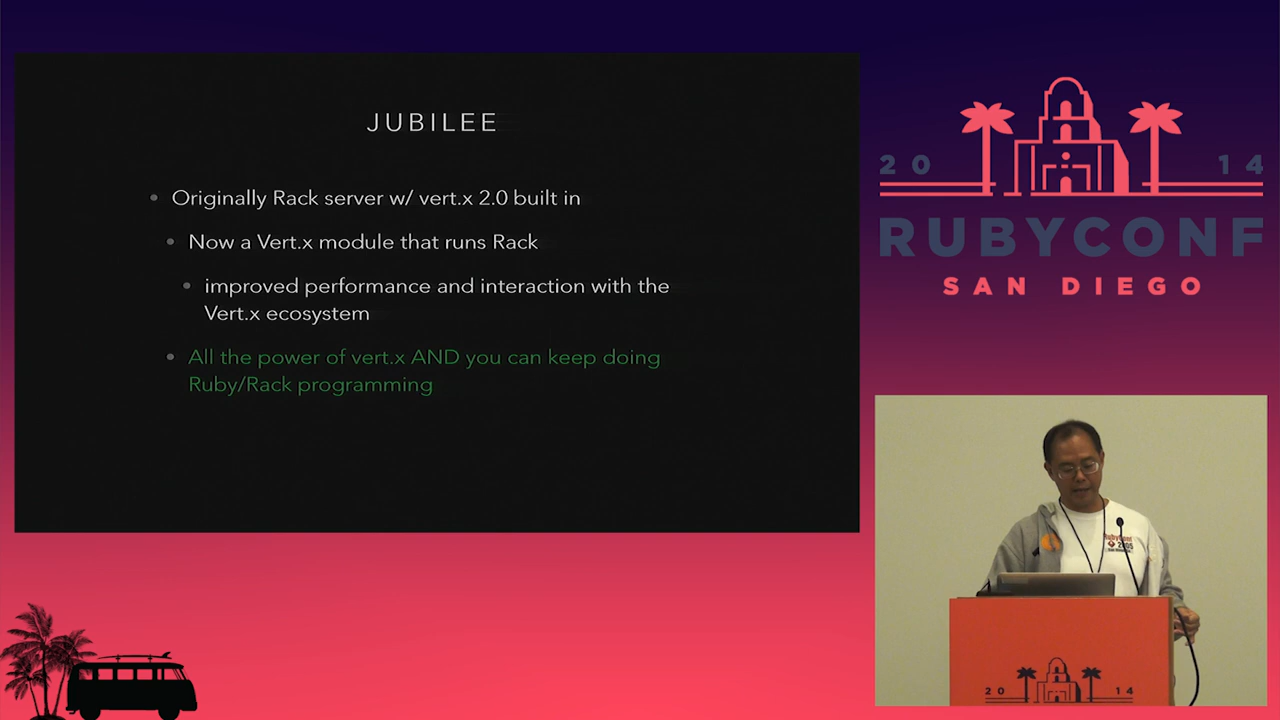 JUBILEE
Originally Rack server w/ vert.x 2.0 built in
Now a Vert.x module that runs Rack
improved performance and interaction with the
Vert.x ecosystem
All the power of vert.x AND you can keep doing
Ruby/Rack programming
20 14
RUBYCONF
SAN DIEGO
RubyConf
2005
20 14